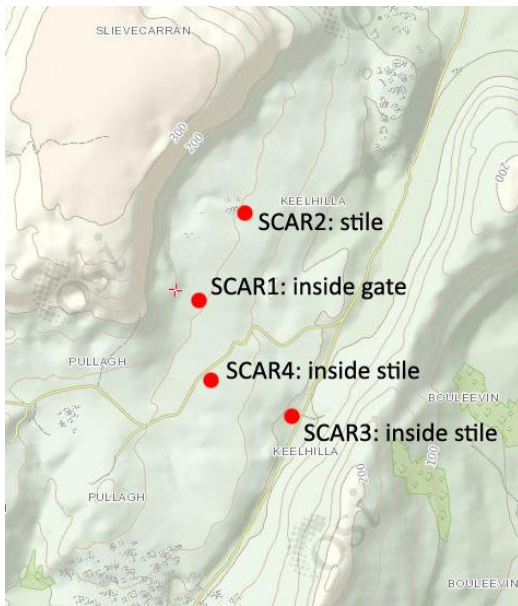 SLIEVECARRAN
300
200
200
KEELHILLA
SCAR2: stile
SCAR1: inside gate
PULLAGH
SCAR4: inside stile
BOULEEVIN
SCAR3: inside stile
KEELHILLA
100
200
PULLAGH
BOULEEVIN